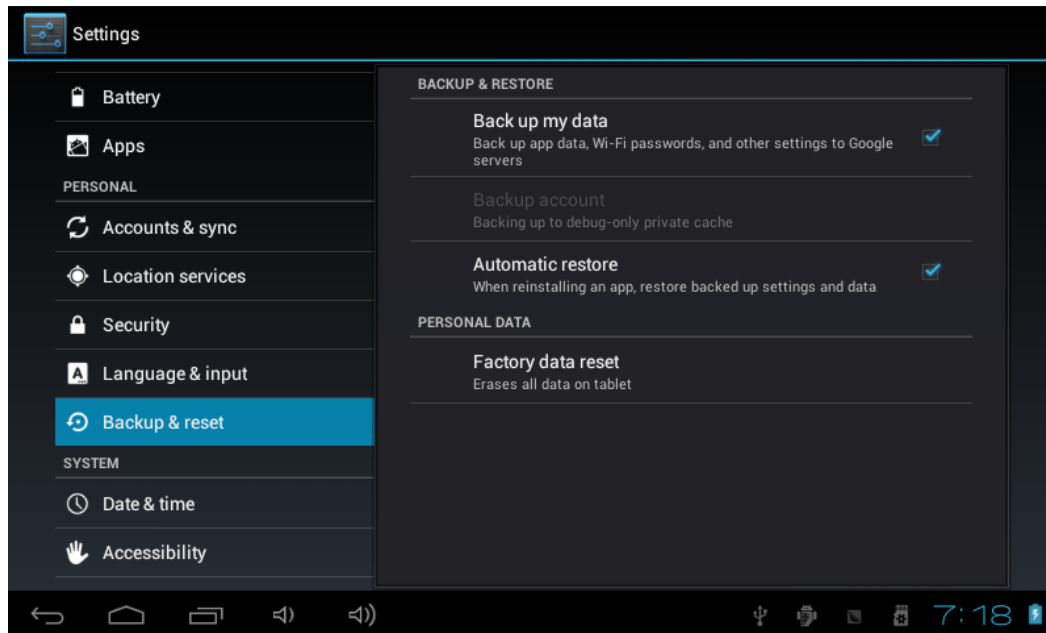 Settings
Battery
Apps
PERSONAL
Accounts & sync
Location services
Security
Language & input
Backup & reset
SYSTEM
Date & time
Accessibility
BACKUP & RESTORE
Back up my data
Back up app data, Wi-Fi passwords, and other settings to Google
servers
Backup account
Backing up to debug-only private cache
Automatic restore
When reinstalling an app, restore backed up settings and data
PERSONAL DATA
Factory data reset
Erases all data on tablet
7:18